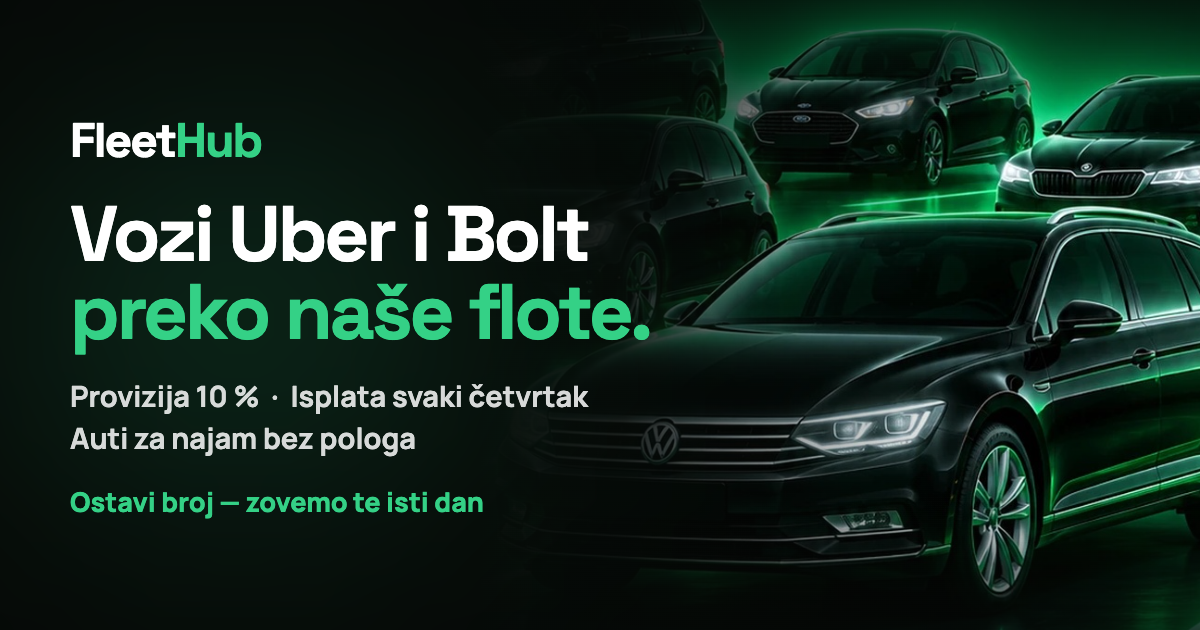 FleetHub
Vozi Uber i Bolt
preko naše flote.
Provizija 10 % · Isplata svaki četvrtak
Auti za najam bez pologa
Ostavi broj — zovemo te isti dan